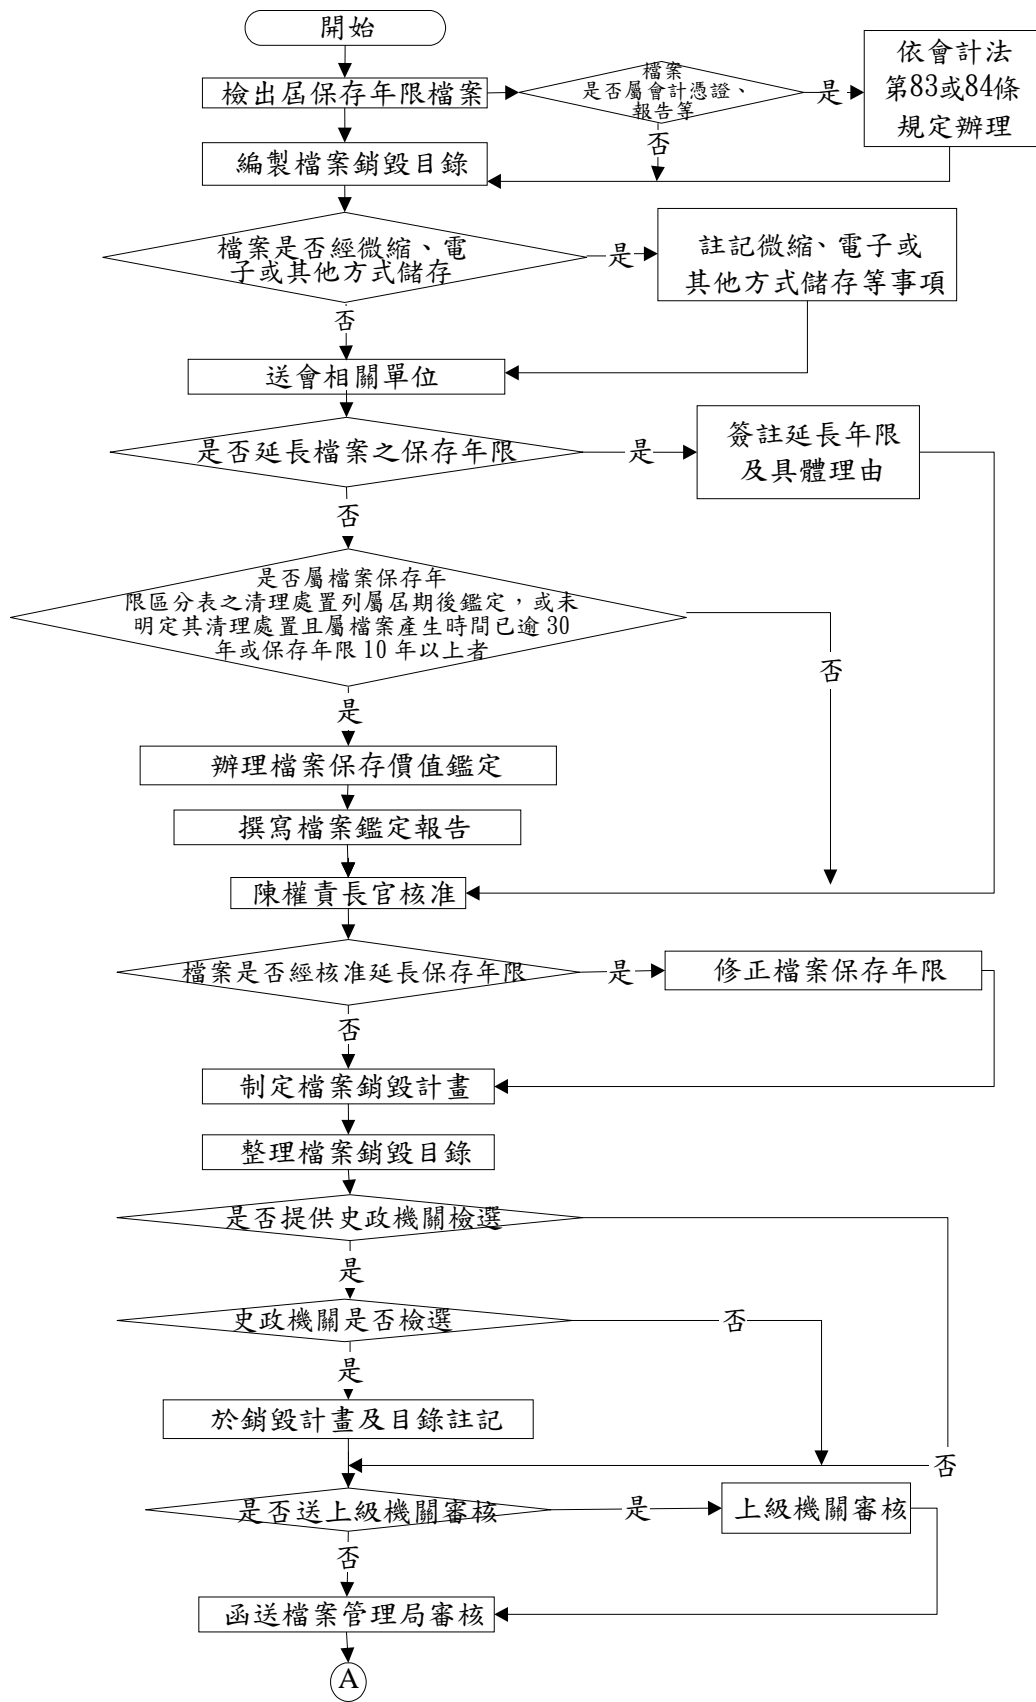 開始
檢出屆保存年限檔案
檔案
是否屬會計憑證、
報告等
是
依會計法
第83或84條
規定辦理
否
編製檔案銷毀目錄
檔案是否經微縮、電
子或其他方式儲存
是
註記微縮、電子或
其他方式儲存等事項
否
送會相關單位
是否延長檔案之保存年限
是
簽註延長年限
及具體理由
否
是否屬檔案保存年
限區分表之清理處置列屬屆期後鑑定，或未
明定其清理處置且屬檔案產生時間已逾 30
年或保存年限 10 年以上者
否
是
辦理檔案保存價值鑑定
撰寫檔案鑑定報告
陳權責長官核准
檔案是否經核准延長保存年限
是
修正檔案保存年限
否
制定檔案銷毀計畫
整理檔案銷毀目錄
是否提供史政機關檢選
是
史政機關是否檢選
否
是
於銷毀計畫及目錄註記
否
是否送上級機關審核
是
上級機關審核
否
函送檔案管理局審核
A